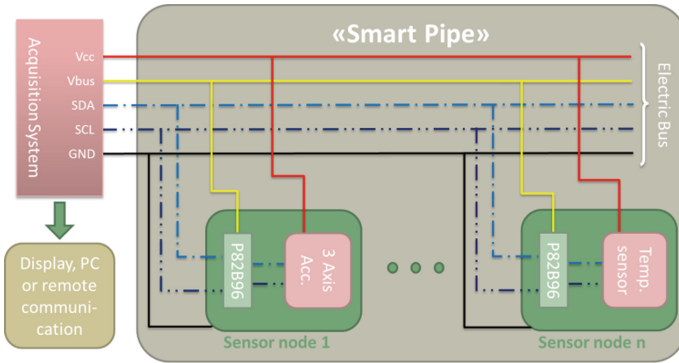 «Smart Pipe»
Acquisition System
Vcc
Vbus
SDA
SCL
GND
Electric Bus
Display, PC
or remote
communi-
cation
P82B96
3 Axis
Acc.
Sensor node 1
P82B96
Temp.
sensor
Sensor node n